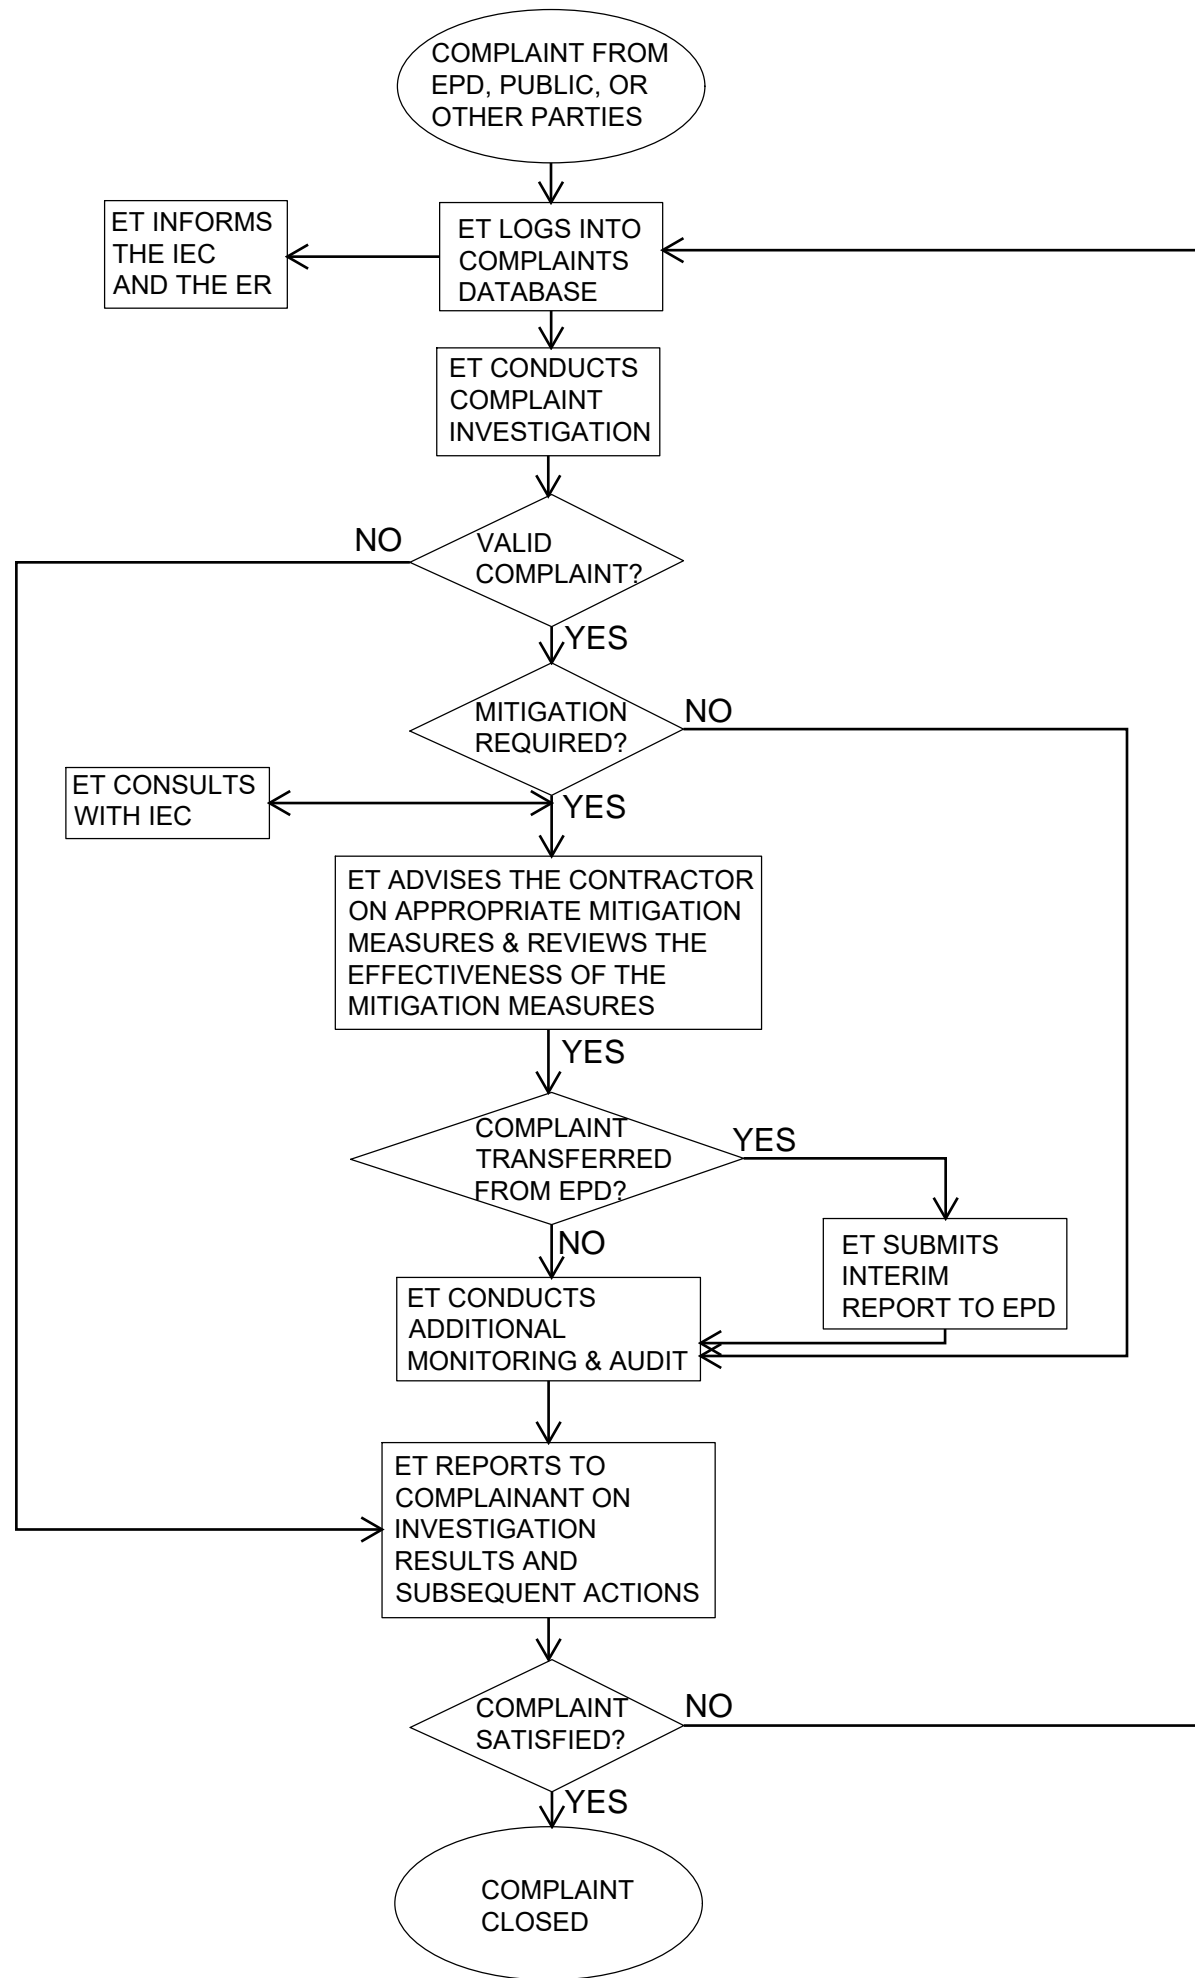 COMPLAINT FROM
EPD, PUBLIC, OR
OTHER PARTIES
ET INFORMS
THE IEC
AND THE ER
ET LOGS INTO
COMPLAINTS
DATABASE
ET CONDUCTS
COMPLAINT
INVESTIGATION
NO
VALID
COMPLAINT?
YES
MITIGATION
REQUIRED?
NO
ET CONSULTS
WITH IEC
YES
ET ADVISES THE CONTRACTOR
ON APPROPRIATE MITIGATION
MEASURES & REVIEWS THE
EFFECTIVENESS OF THE
MITIGATION MEASURES
YES
COMPLAINT
TRANSFERRED
FROM EPD?
YES
NO
ET SUBMITS
INTERIM
REPORT TO EPD
ET CONDUCTS
ADDITIONAL
MONITORING & AUDIT
ET REPORTS TO
COMPLAINANT ON
INVESTIGATION
RESULTS AND
SUBSEQUENT ACTIONS
COMPLAINT
SATISFIED?
NO
YES
COMPLAINT
CLOSED